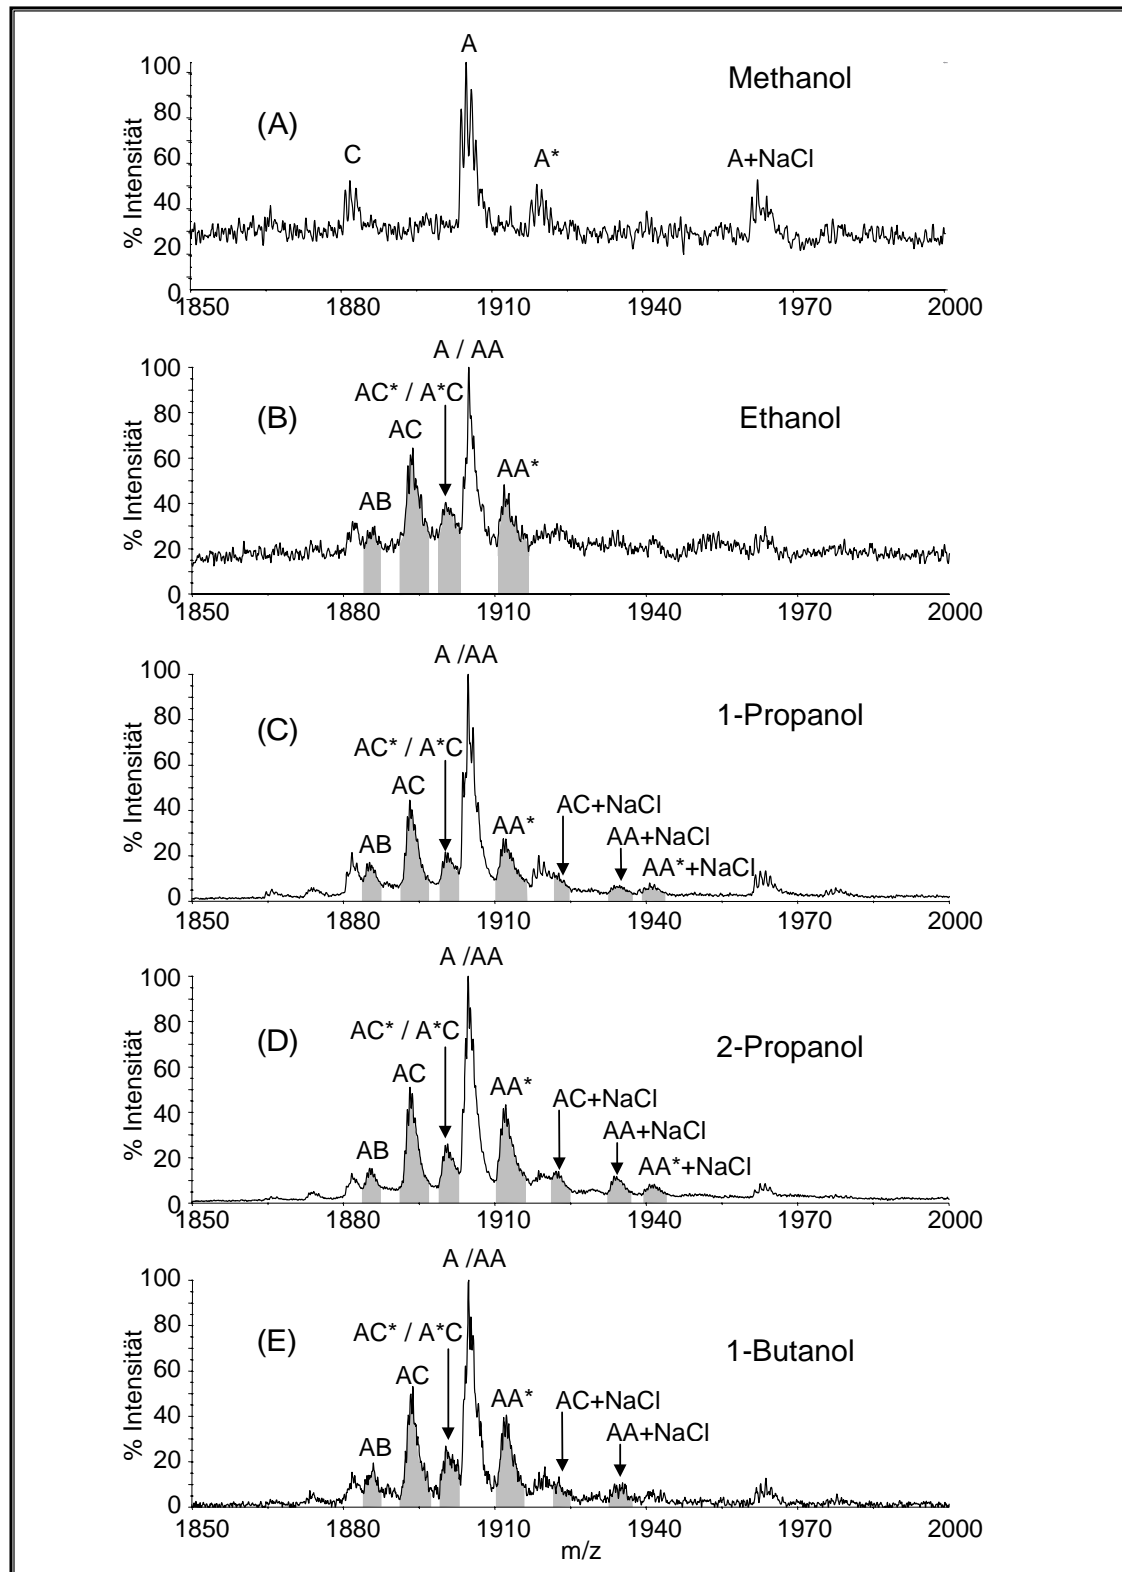 A
100
Methanol
(A)
80
C
A*
A+NaCl
60
% Intensität
40
20
0
1850 1880 1910 1940 1970 2000
A / AA
100
AC* / A*C
(B)
Ethanol
80
AC
60
AA*
% Intensität
AB
40
20
0
1850 1880 1910 1940 1970 2000
A /AA
100
1-Propanol
(C)
80
AC* / A*C
60
AC
AC+NaCl
% Intensität
40
AB
AA*
AA+NaCl
20
AA*+NaCl
0
1850 1880 1910 1940 1970 2000
A /AA
100
AC* / A*C
(D)
2-Propanol
80
AC
60
AA*
AC+NaCl
% Intensität
40
AA+NaCl
AB
AA*+NaCl
20
0
1850 1880 1910 1940 1970 2000
A /AA
100
AC* / A*C
(E)
1-Butanol
80
AC
60
AA*
AC+NaCl
% Intensität
40
AB
AA+NaCl
20
0
1850 1880 1910 1940 1970 2000
m/z